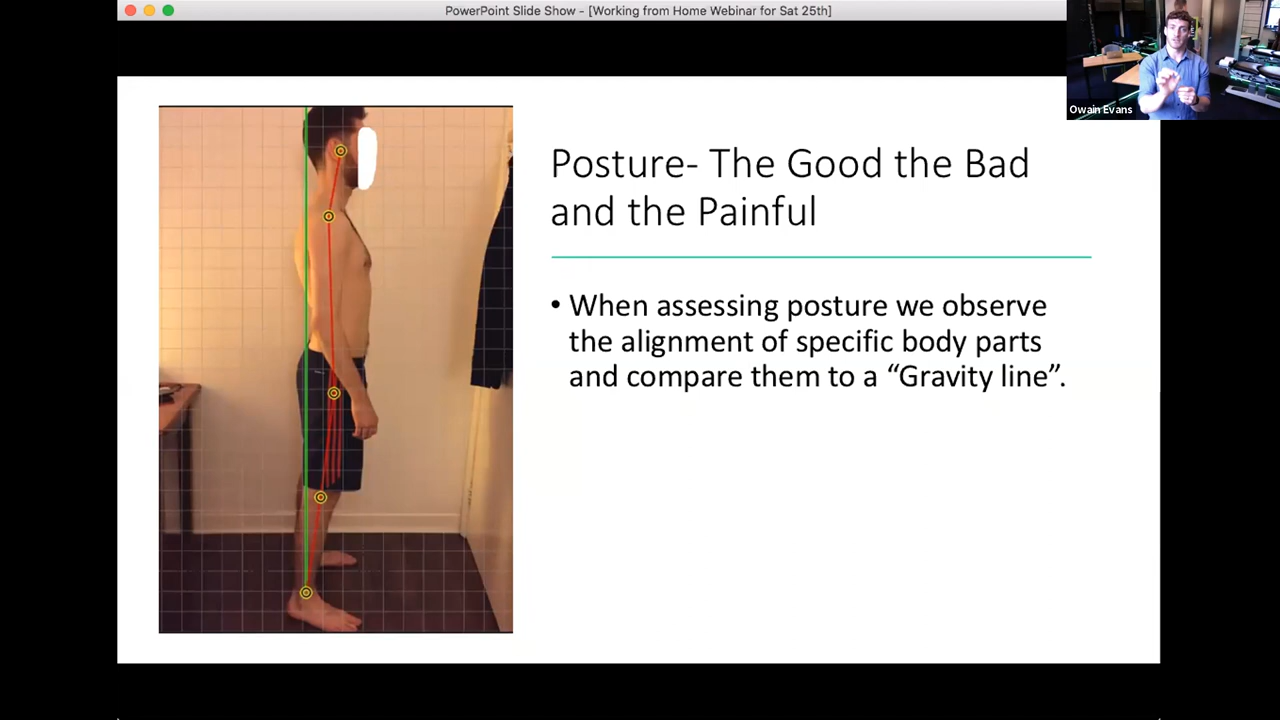 PowerPoint Slide Show - [Working from Home Webinar for Sat 25th]
Owain Evans
Posture- The Good the Bad
and the Painful
• When assessing posture we observe
the alignment of specific body parts
and compare them to a “Gravity line”.